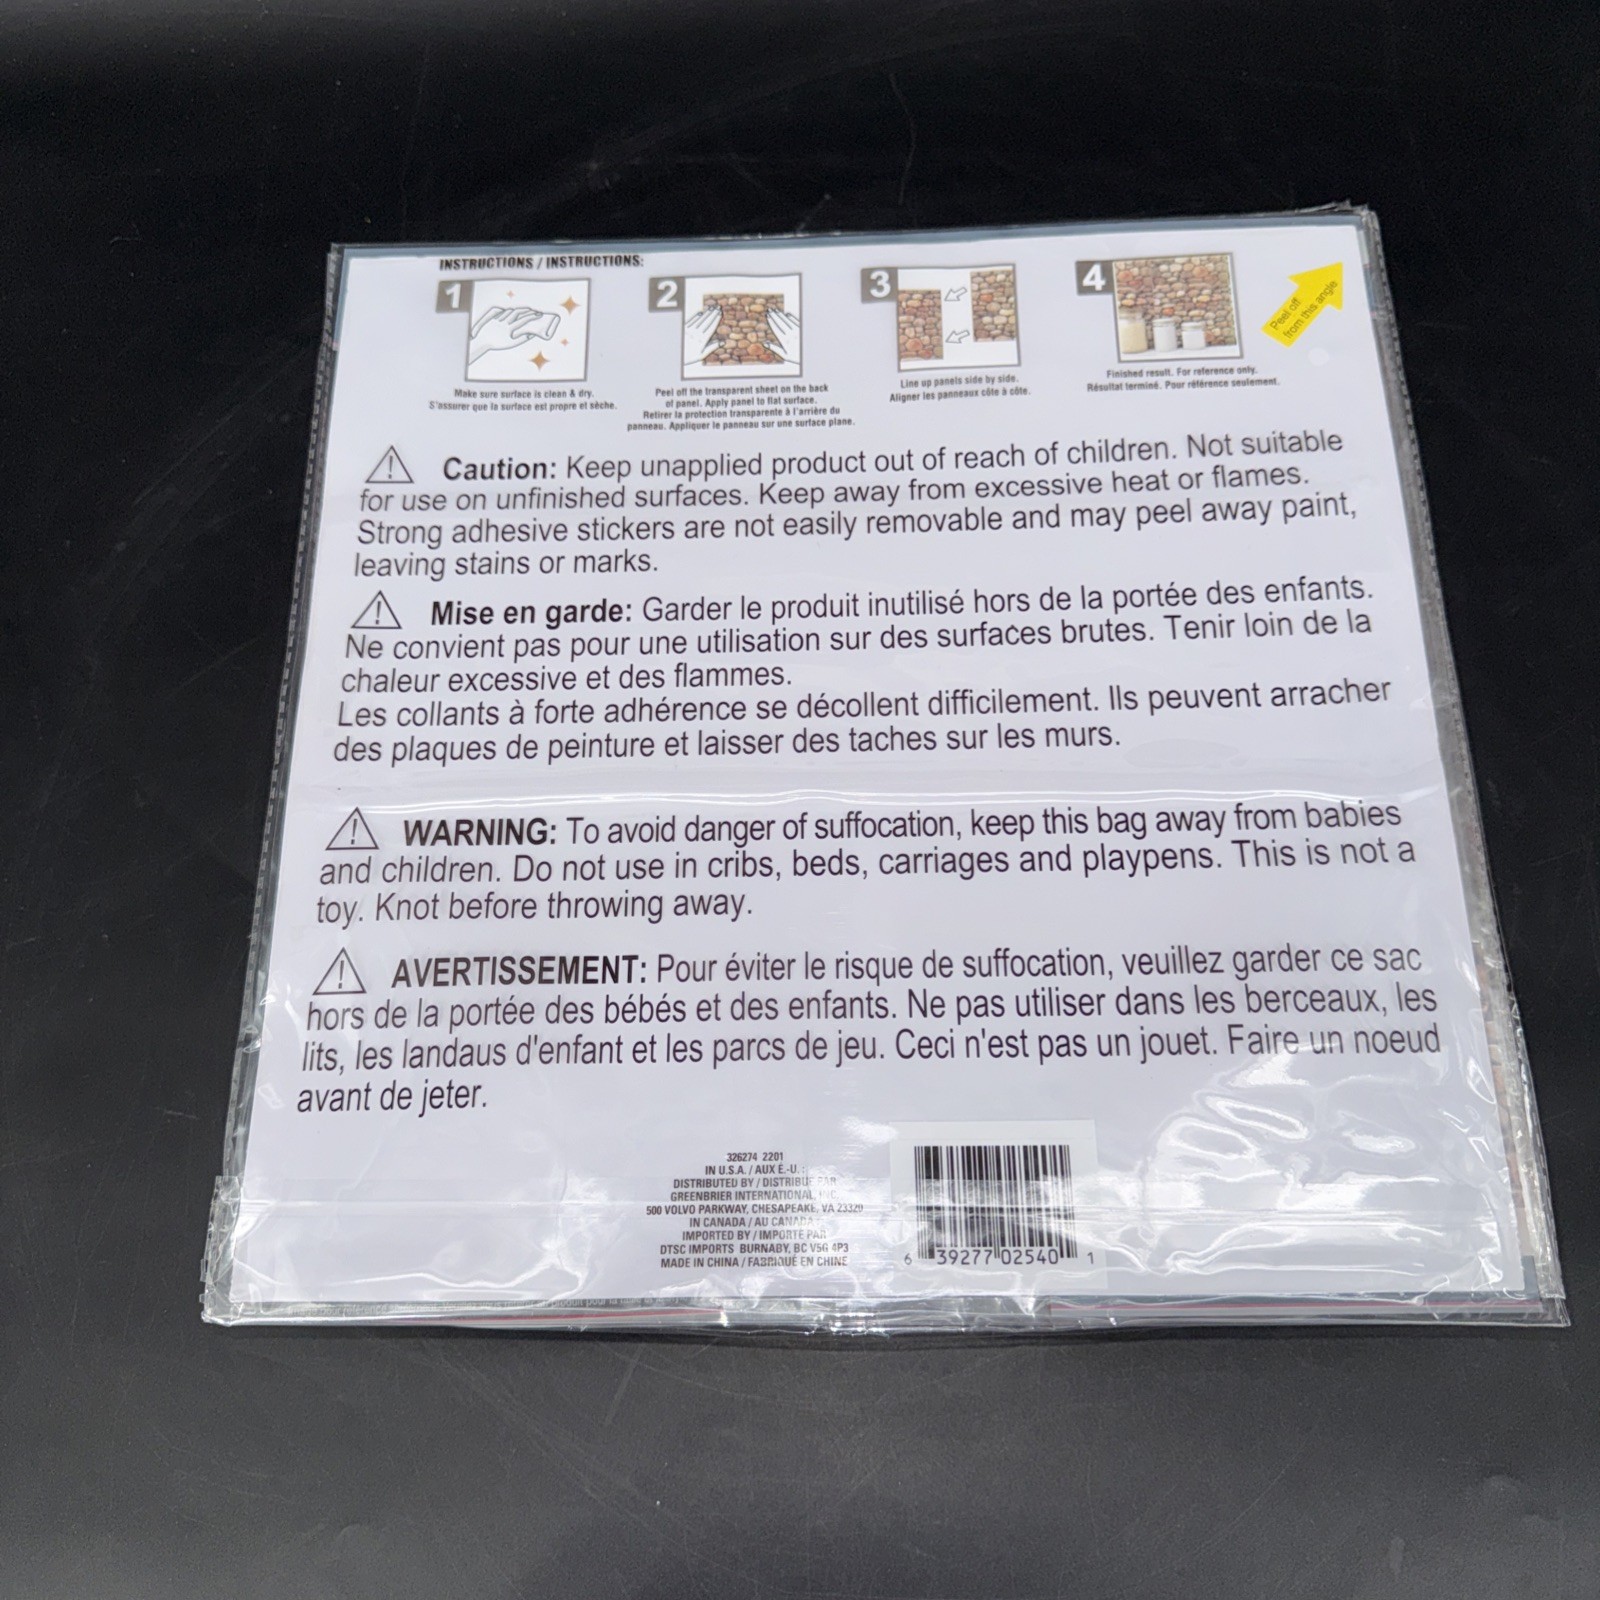 INSTRUCTIONS / INSTRUCTIONS:
1
Make sure surface is clean & dry.
S'assurer que la surface est propre et sèche.
2
Peel off the transparent sheet on the back
of panel. Apply panel to flat surface.
Retirer la protection transparente à l'arrière du
panneau. Appliquer le panneau sur une surface plane.
3
Line up panels side by side.
Aligner les panneaux côte à côte.
4
Finished result. For reference only.
Résultat terminé. Pour référence seulement.
Peel off
from this angle
Caution: Keep unapplied product out of reach of children. Not suitable
for use on unfinished surfaces. Keep away from excessive heat or flames.
Strong adhesive stickers are not easily removable and may peel away paint,
leaving stains or marks.
Mise en garde: Garder le produit inutilisé hors de la portée des enfants.
Ne convient pas pour une utilisation sur des surfaces brutes. Tenir loin de la
chaleur excessive et des flammes.
Les collants à forte adhérence se décollent difficilement. Ils peuvent arracher
des plaques de peinture et laisser des taches sur les murs.
WARNING: To avoid danger of suffocation, keep this bag away from babies
and children. Do not use in cribs, beds, carriages and playpens. This is not a
toy. Knot before throwing away.
AVERTISSEMENT: Pour éviter le risque de suffocation, veuillez garder ce sac
hors de la portée des bébés et des enfants. Ne pas utiliser dans les berceaux, les
lits, les landaus d'enfant et les parcs de jeu. Ceci n'est pas un jouet. Faire un noeud
avant de jeter.
326274 2201
IN U.S.A. / AUX É.-U. :
DISTRIBUTED BY / DISTRIBUÉ PAR
GREENBRIER INTERNATIONAL, INC.
500 VOLVO PARKWAY, CHESAPEAKE, VA 23320
IN CANADA / AU CANADA :
IMPORTED BY / IMPORTÉ PAR
DTSC IMPORTS BURNABY, BC V5G 4P3
MADE IN CHINA / FABRIQUÉ EN CHINE
6 39277 02540 1